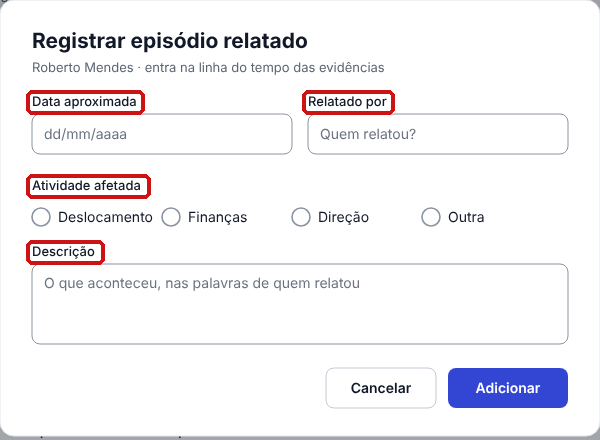 Registrar episódio relatado
Roberto Mendes · entra na linha do tempo das evidências
Data aproximada
Relatado por
dd/mm/aaaa
Quem relatou?
Atividade afetada
Deslocamento
Finanças
Direção
Outra
Descrição
O que aconteceu, nas palavras de quem relatou
Cancelar
Adicionar